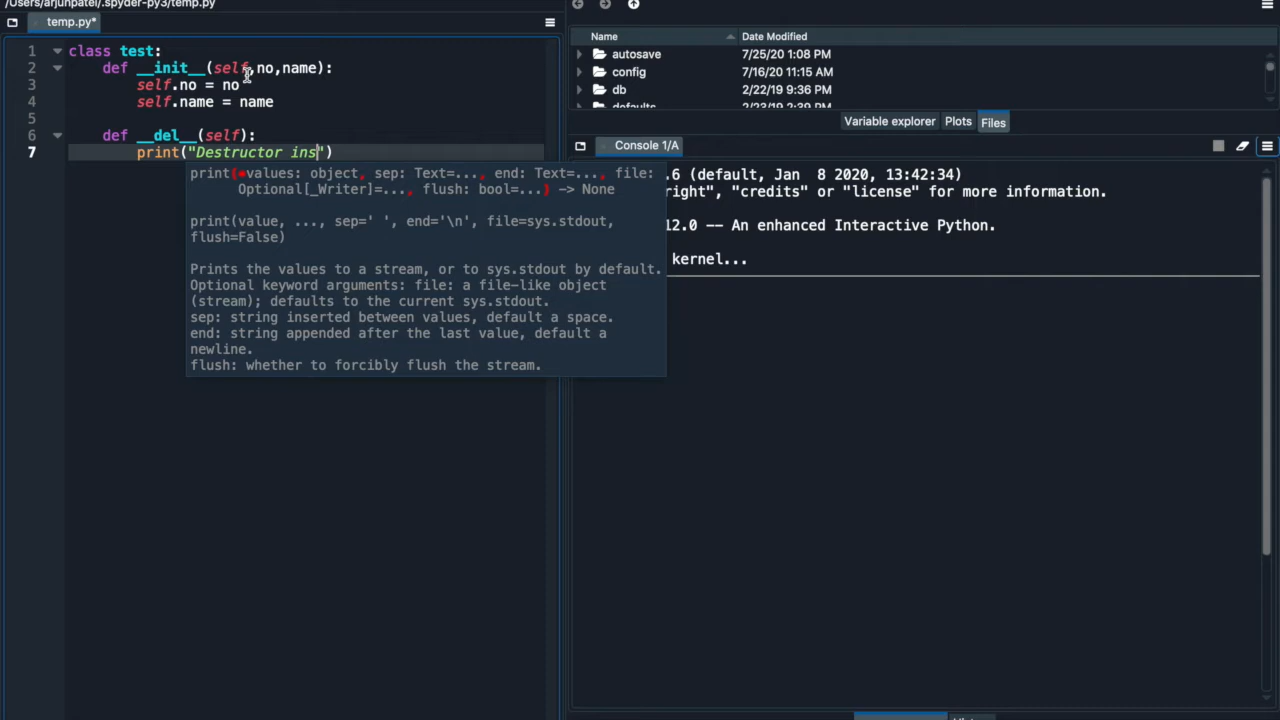 /Users/arjunpatel/.spyder-py3/temp.py
temp.py*
1 class test:
2 def __init__(self,no,name):
3 self.no = no
4 self.name = name
5
6 def __del__(self):
7 print("Destructor ins")
print(*values: object, sep: Text=..., end: Text=..., file:
Optional[_Writer]=..., flush: bool=...) -> None
print(value, ..., sep=' ', end='\n', file=sys.stdout,
flush=False)
Prints the values to a stream, or to sys.stdout by default.
Optional keyword arguments: file: a file-like object
(stream); defaults to the current sys.stdout.
sep: string inserted between values, default a space.
end: string appended after the last value, default a
newline.
flush: whether to forcibly flush the stream.
Name Date Modified
autosave 7/25/20 1:08 PM
config 7/16/20 11:15 AM
db 2/22/19 9:36 PM
defaults 2/23/19 2:39 PM
Variable explorer Plots Files
Console 1/A
.6 (default, Jan 8 2020, 13:42:34)
right", "credits" or "license" for more information.
12.0 -- An enhanced Interactive Python.
kernel...